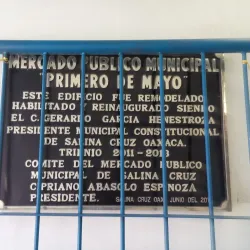 MERCADO PUBLICO MUNICIPAL
"PRIMERO DE MAYO"
ESTE EDIFICIO FUE REMODELADO
HABILITADO Y REINAGURADO SIENDO
EL C.GERARDO GARCIA HENESTROZA
PRESIDENTE MUNICIPAL CONSTITUCIONAL
DE SALINA CRUZ OAXACA.
TRINIO 2011-2013
COMITE DEL MERCADO PUBLICO
MUNICIPAL DE SALINA CRUZ
CIPRIANO ABASOLO ESPINOZA
PRESIDENTE. SALINA CRUZ OAX JUNIO DEL